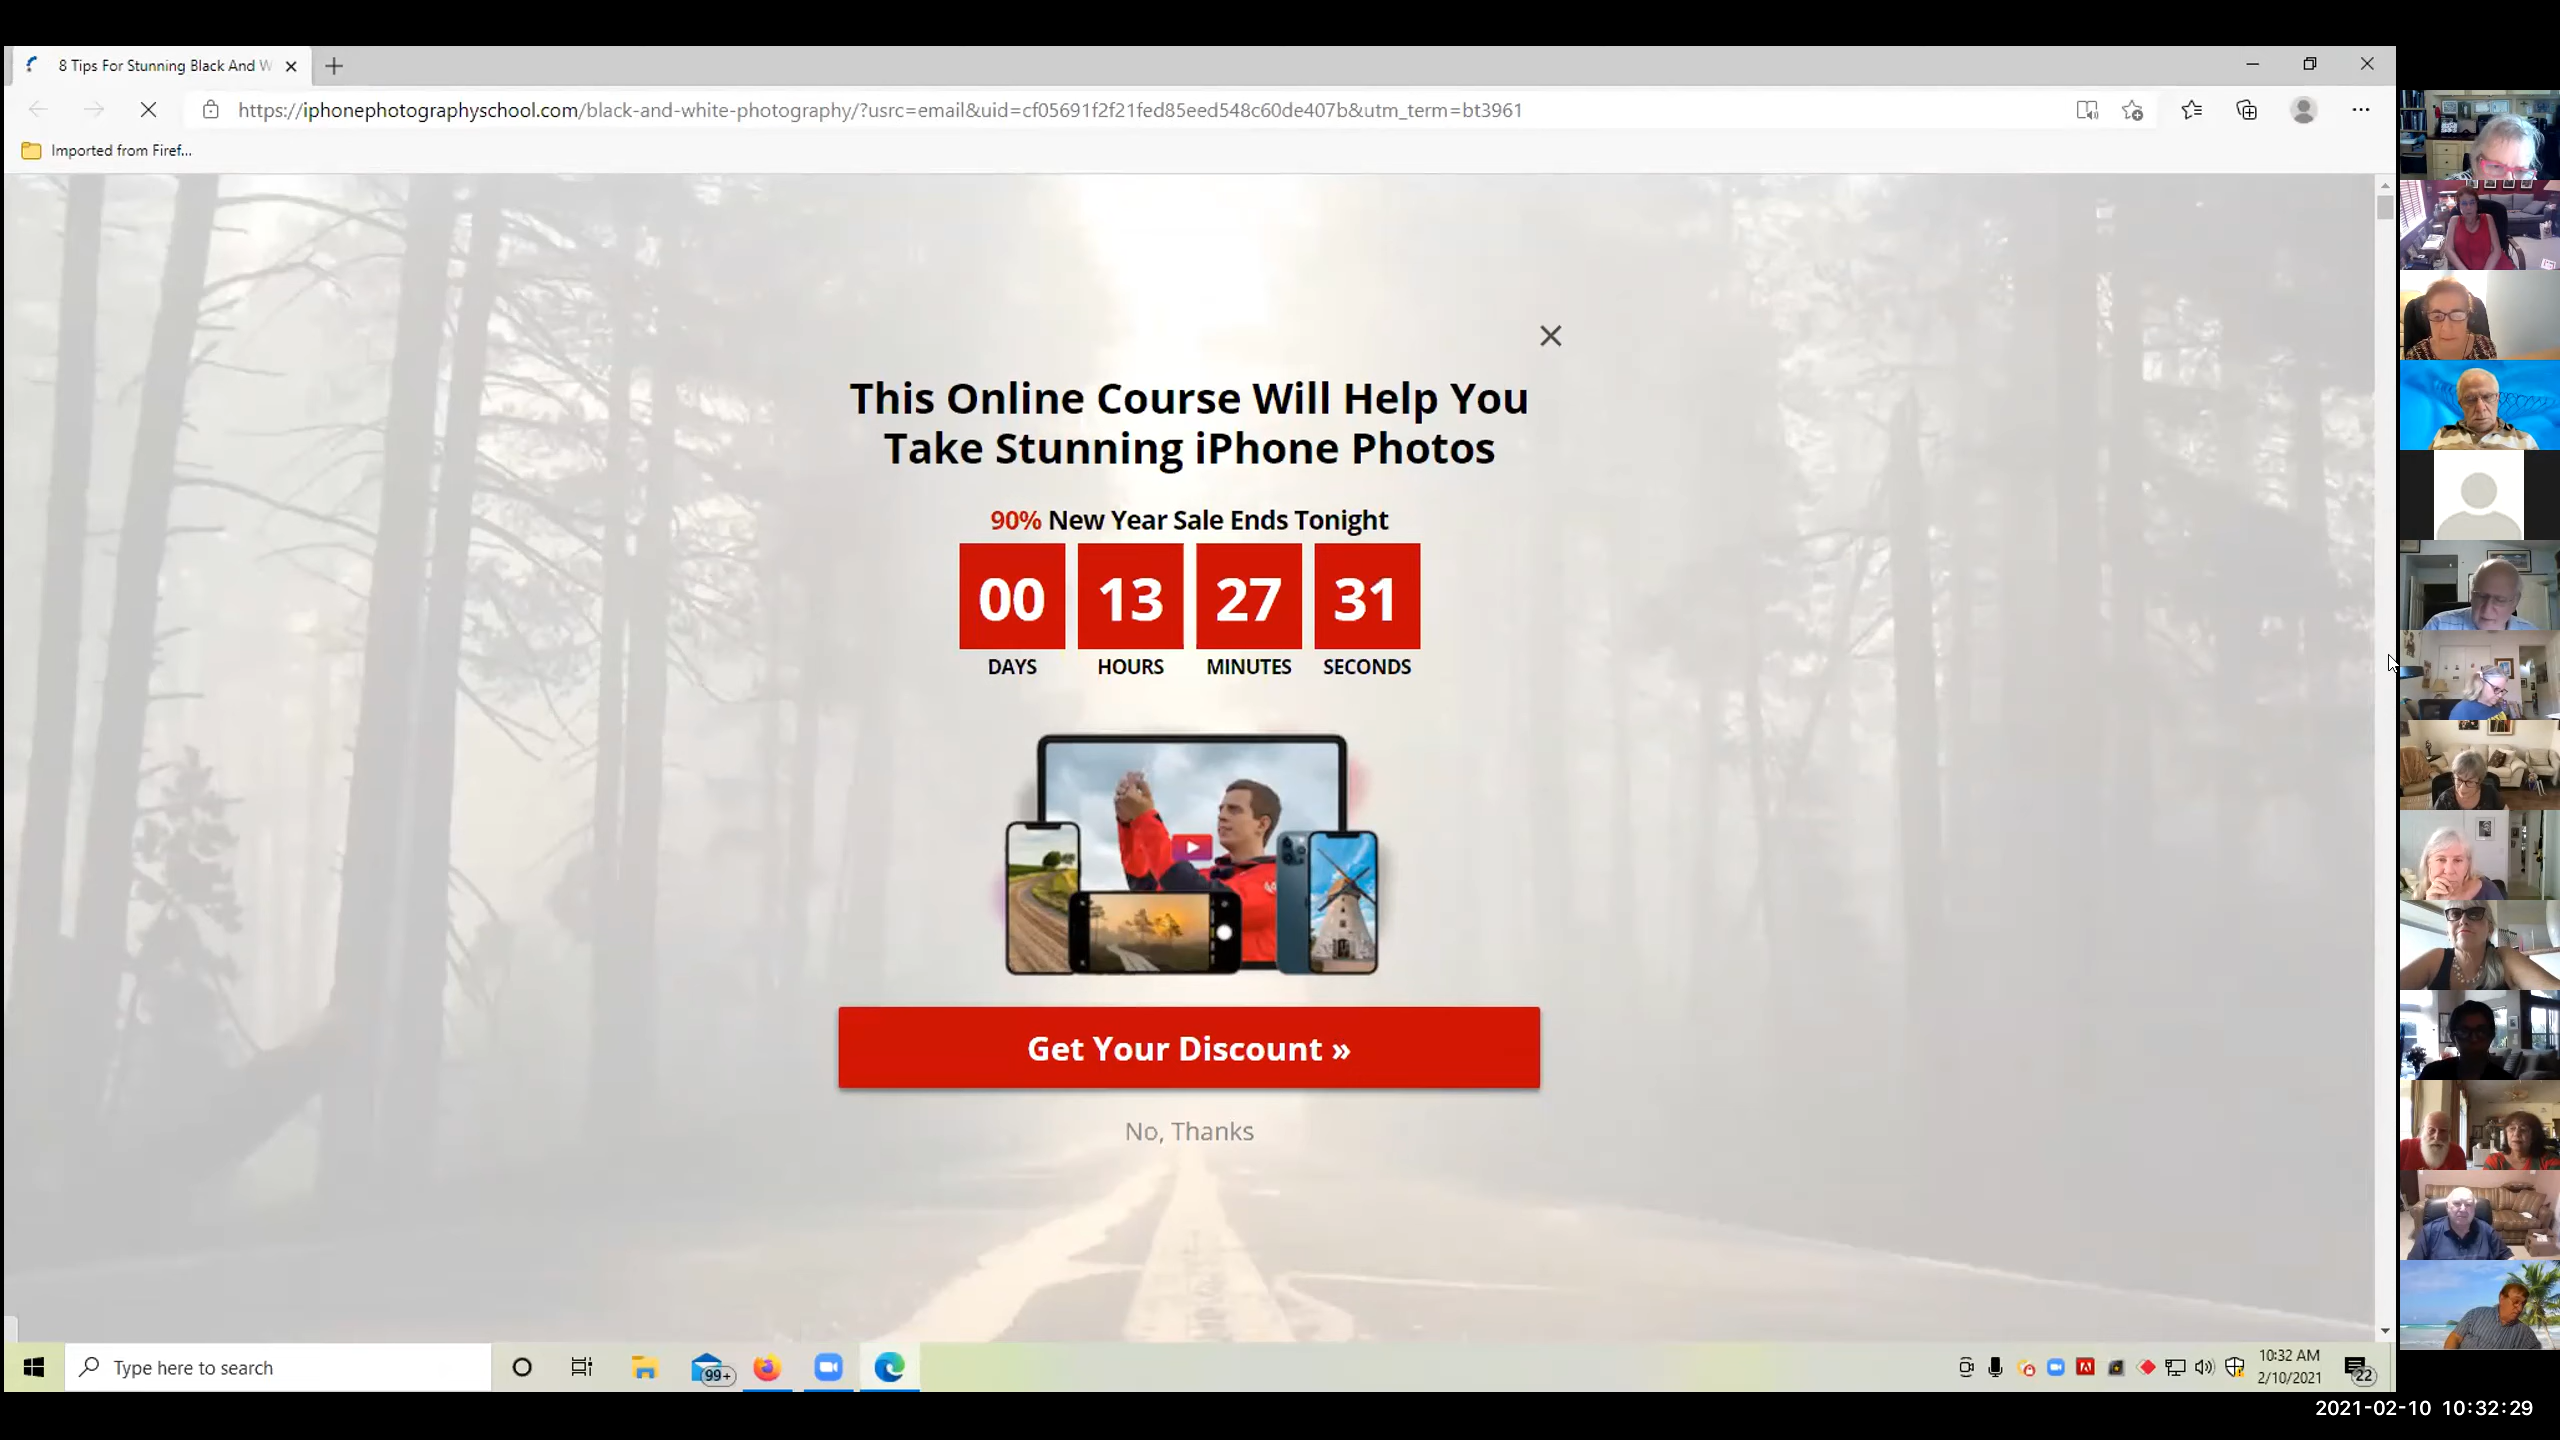 8 Tips For Stunning Black And W
https://iphonephotographyschool.com/black-and-white-photography/?usrc=email&uid=cf05691f2f21fed85eed548c60de407b&utm_term=bt3961
Imported from Firef...
This Online Course Will Help You
Take Stunning iPhone Photos
90% New Year Sale Ends Tonight
00 13 27 31
DAYS HOURS MINUTES SECONDS
Get Your Discount »
No, Thanks
Type here to search
99+
10:32 AM
2/10/2021
22
2021-02-10 10:32:29